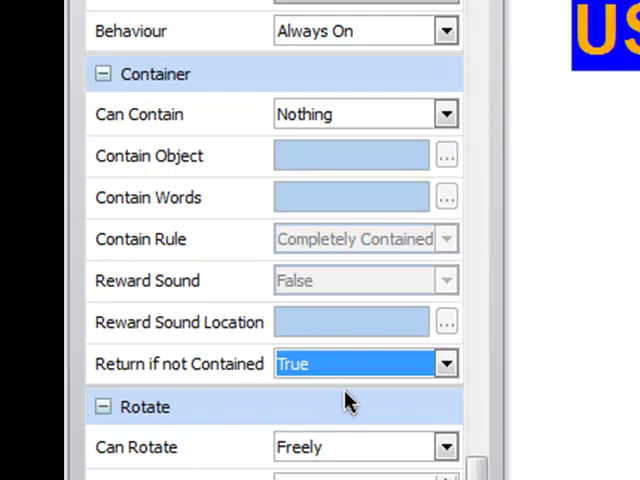 US
Behaviour Always On
Container
Can Contain Nothing
Contain Object ...
Contain Words ...
Contain Rule Completely Contained
Reward Sound False
Reward Sound Location ...
Return if not Contained True
Rotate
Can Rotate Freely